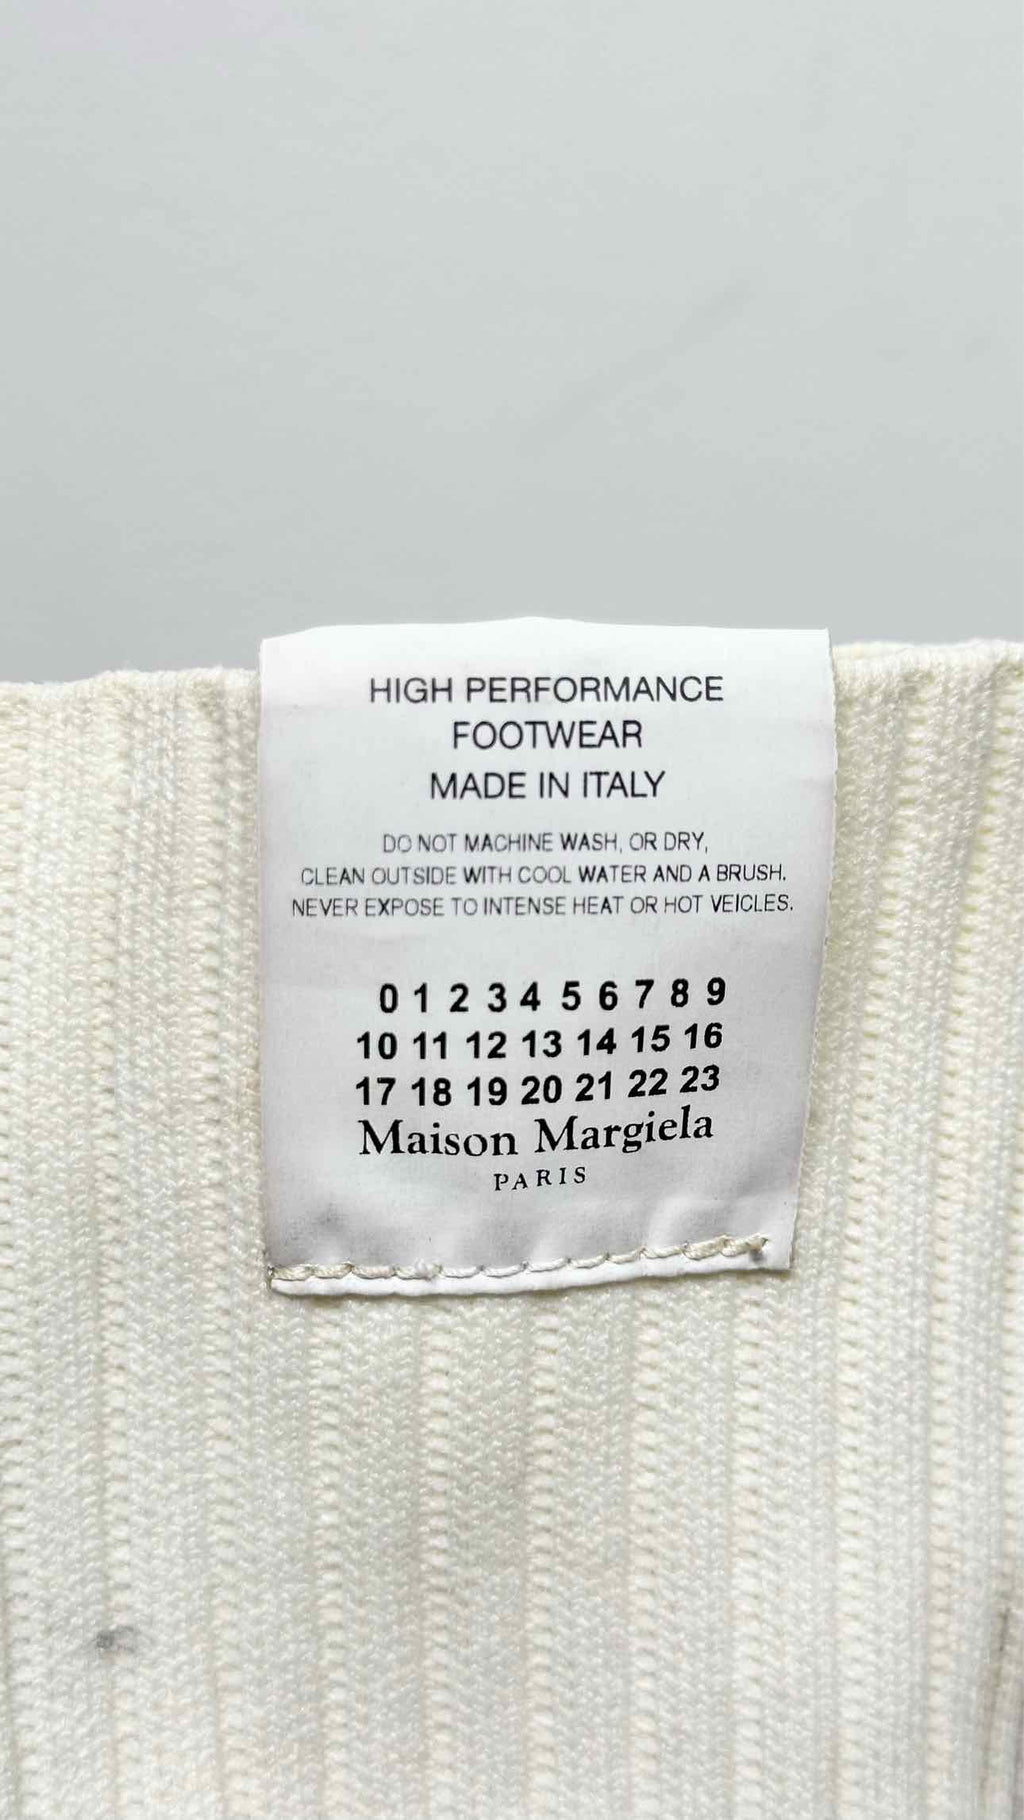 HIGH PERFORMANCE
FOOTWEAR
MADE IN ITALY
DO NOT MACHINE WASH, OR DRY,
CLEAN OUTSIDE WITH COOL WATER AND A BRUSH.
NEVER EXPOSE TO INTENSE HEAT OR HOT VEICLES.
0 1 2 3 4 5 6 7 8 9
10 11 12 13 14 15 16
17 18 19 20 21 22 23
Maison Margiela
PARIS